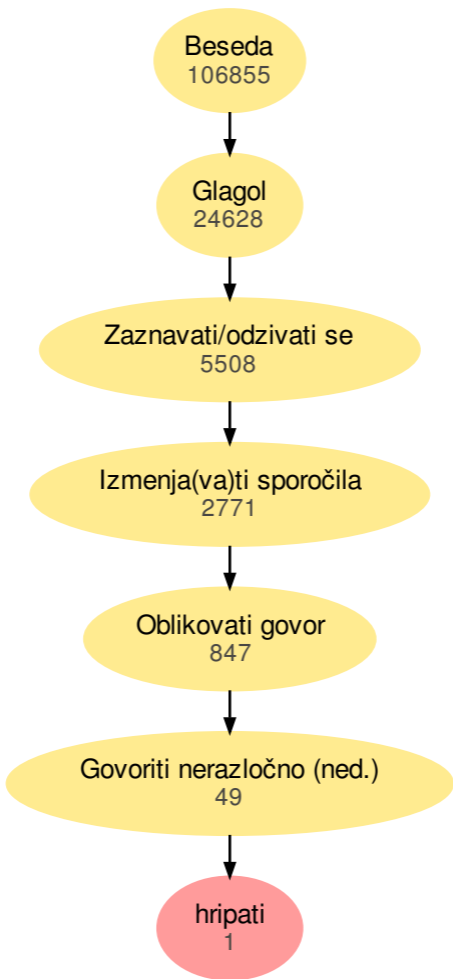 Beseda
106855
Glagol
24628
Zaznavati/odzivati se
5508
Izmenja(va)ti sporočila
2771
Oblikovati govor
847
Govoriti nerazločno (ned.)
49
hripati
1